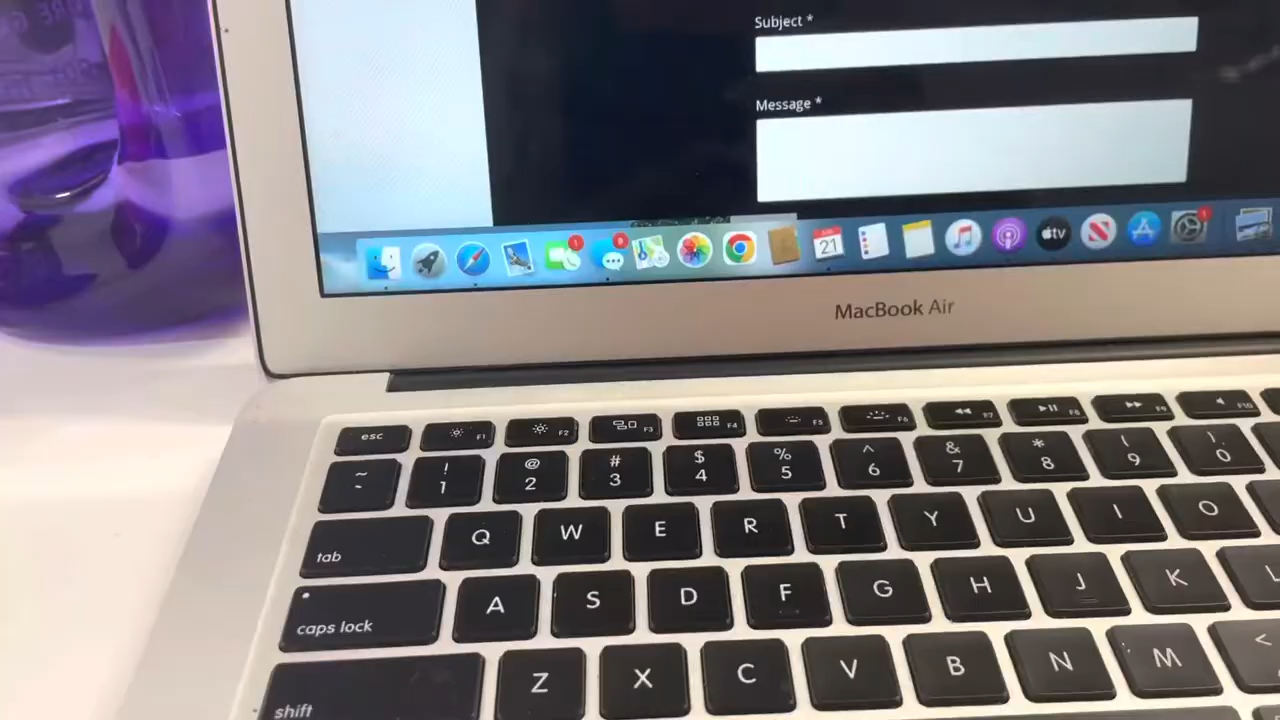 Subject *
Message *
21
tv
MacBook Air
esc F1 F2 F3 F4 F5 F6 F7 F8 F9 F10
~ ! @ # $ % ^ & * ( )
1 2 3 4 5 6 7 8 9 0
tab Q W E R T Y U I O
caps lock A S D F G H J K L
shift Z X C V B N M <